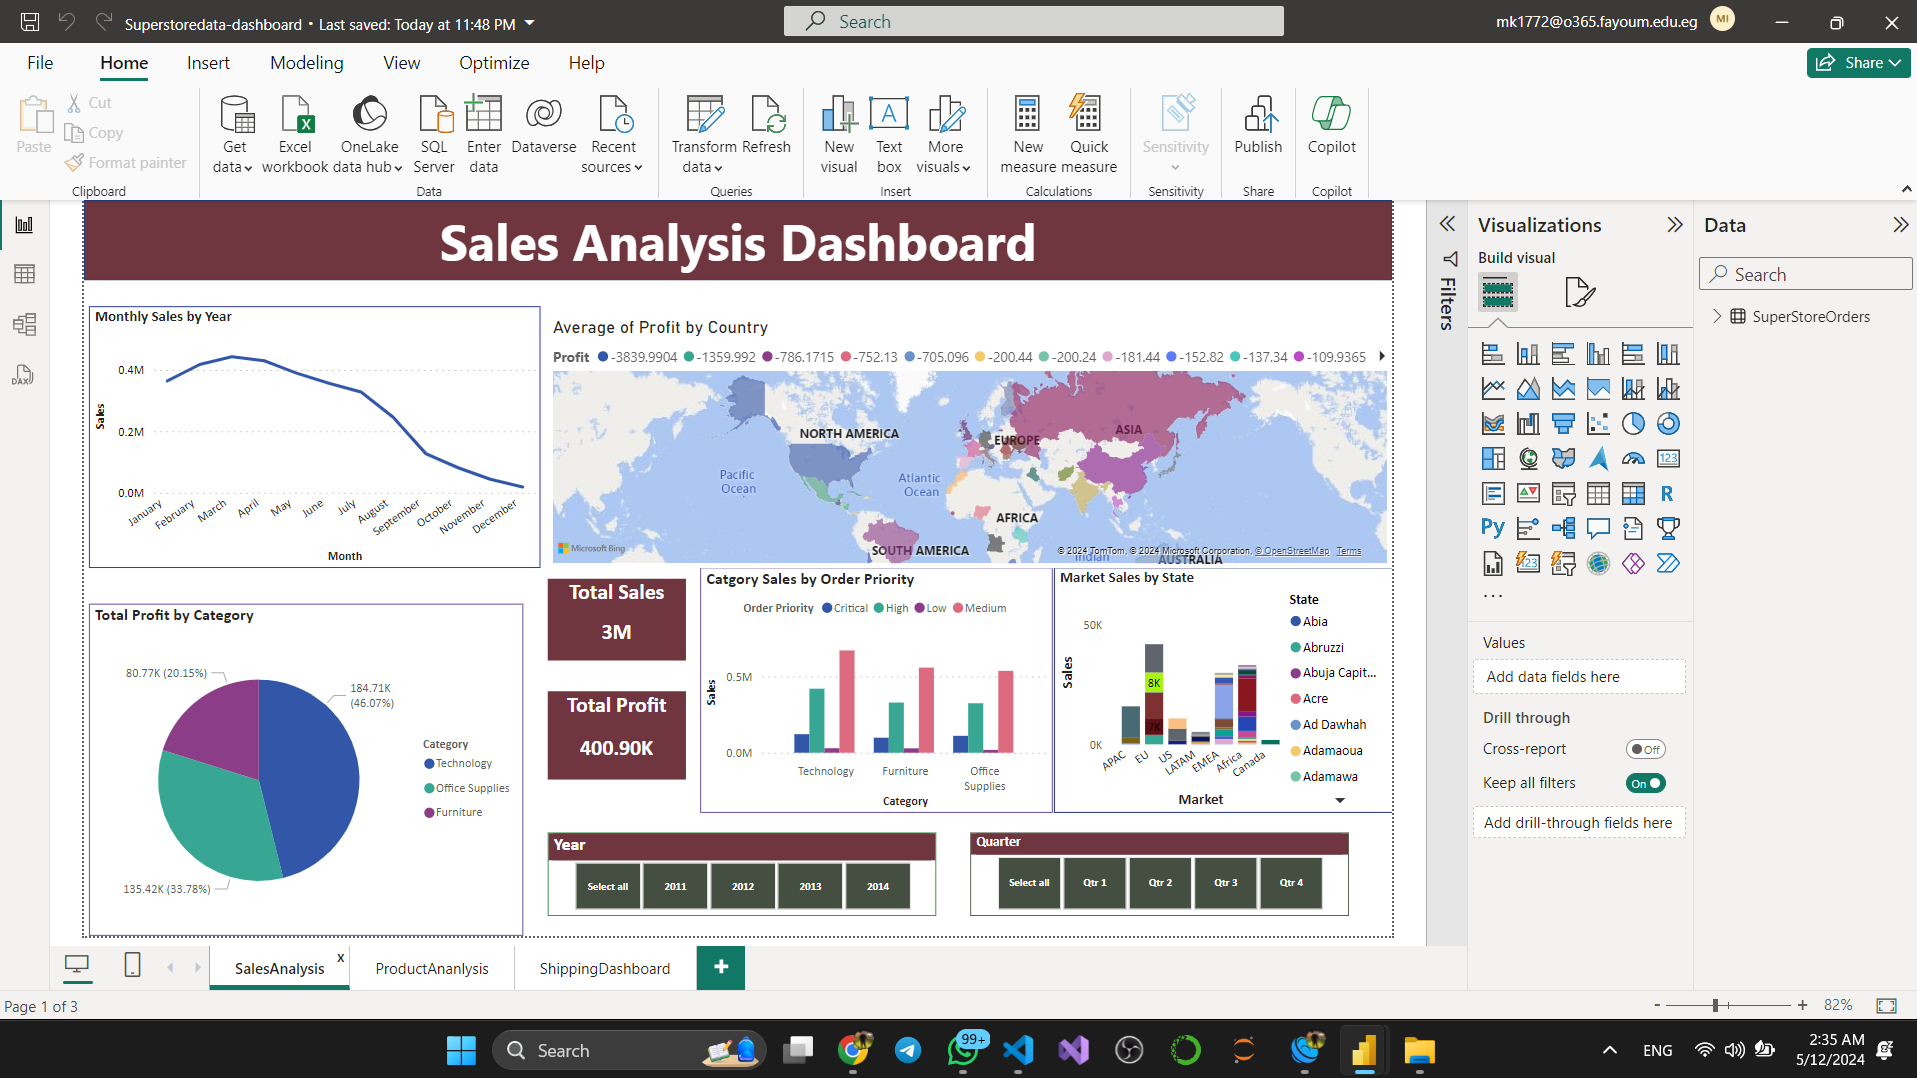 Superstoredata-dashboard • Last saved: Today at 11:48 PM
Search
mk1772@o365.fayoum.edu.eg
MI
File Home Insert Modeling View Optimize Help
Share
Paste
Cut
Copy
Format painter
Clipboard
Get data
Excel workbook
OneLake data hub
SQL Server
Enter data
Dataverse
Recent sources
Data
Transform data
Refresh
Queries
New visual
Text box
More visuals
Insert
New measure
Quick measure
Calculations
Sensitivity
Sensitivity
Publish
Share
Copilot
Copilot
Sales Analysis Dashboard
Monthly Sales by Year
0.4M
0.2M
0.0M
Sales
January February March April May June July August September October November December
Month
Average of Profit by Country
Profit -3839.9904 -1359.992 -786.1715 -752.13 -705.096 -200.44 -200.24 -181.44 -152.82 -137.34 -109.9365
NORTH AMERICA
EUROPE
ASIA
Pacific Ocean
Atlantic Ocean
AFRICA
SOUTH AMERICA
Indian
AUSTRALIA
Microsoft Bing
© 2024 TomTom, © 2024 Microsoft Corporation, © OpenStreetMap Terms
Total Profit by Category
80.77K (20.15%)
184.71K (46.07%)
135.42K (33.78%)
Category
Technology
Office Supplies
Furniture
Total Sales
3M
Total Profit
400.90K
Catgory Sales by Order Priority
Order Priority Critical High Low Medium
0.5M
0.0M
Sales
Technology Furniture Office Supplies
Category
Market Sales by State
50K
0K
Sales
8K
7K
APAC EU US LATAM EMEA Africa Canada
Market
State
Abia
Abruzzi
Abuja Capit...
Acre
Ad Dawhah
Adamaoua
Adamawa
Year
Select all 2011 2012 2013 2014
Quarter
Select all Qtr 1 Qtr 2 Qtr 3 Qtr 4
Filters
Visualizations
Build visual
123
R
Py
123
...
Values
Add data fields here
Drill through
Cross-report
Off
Keep all filters
On
Add drill-through fields here
Data
Search
SuperStoreOrders
DAX
SalesAnalysis x
ProductAnanlysis
ShippingDashboard
+
Page 1 of 3
- + 82%
Search
99+
ENG
2:35 AM
5/12/2024